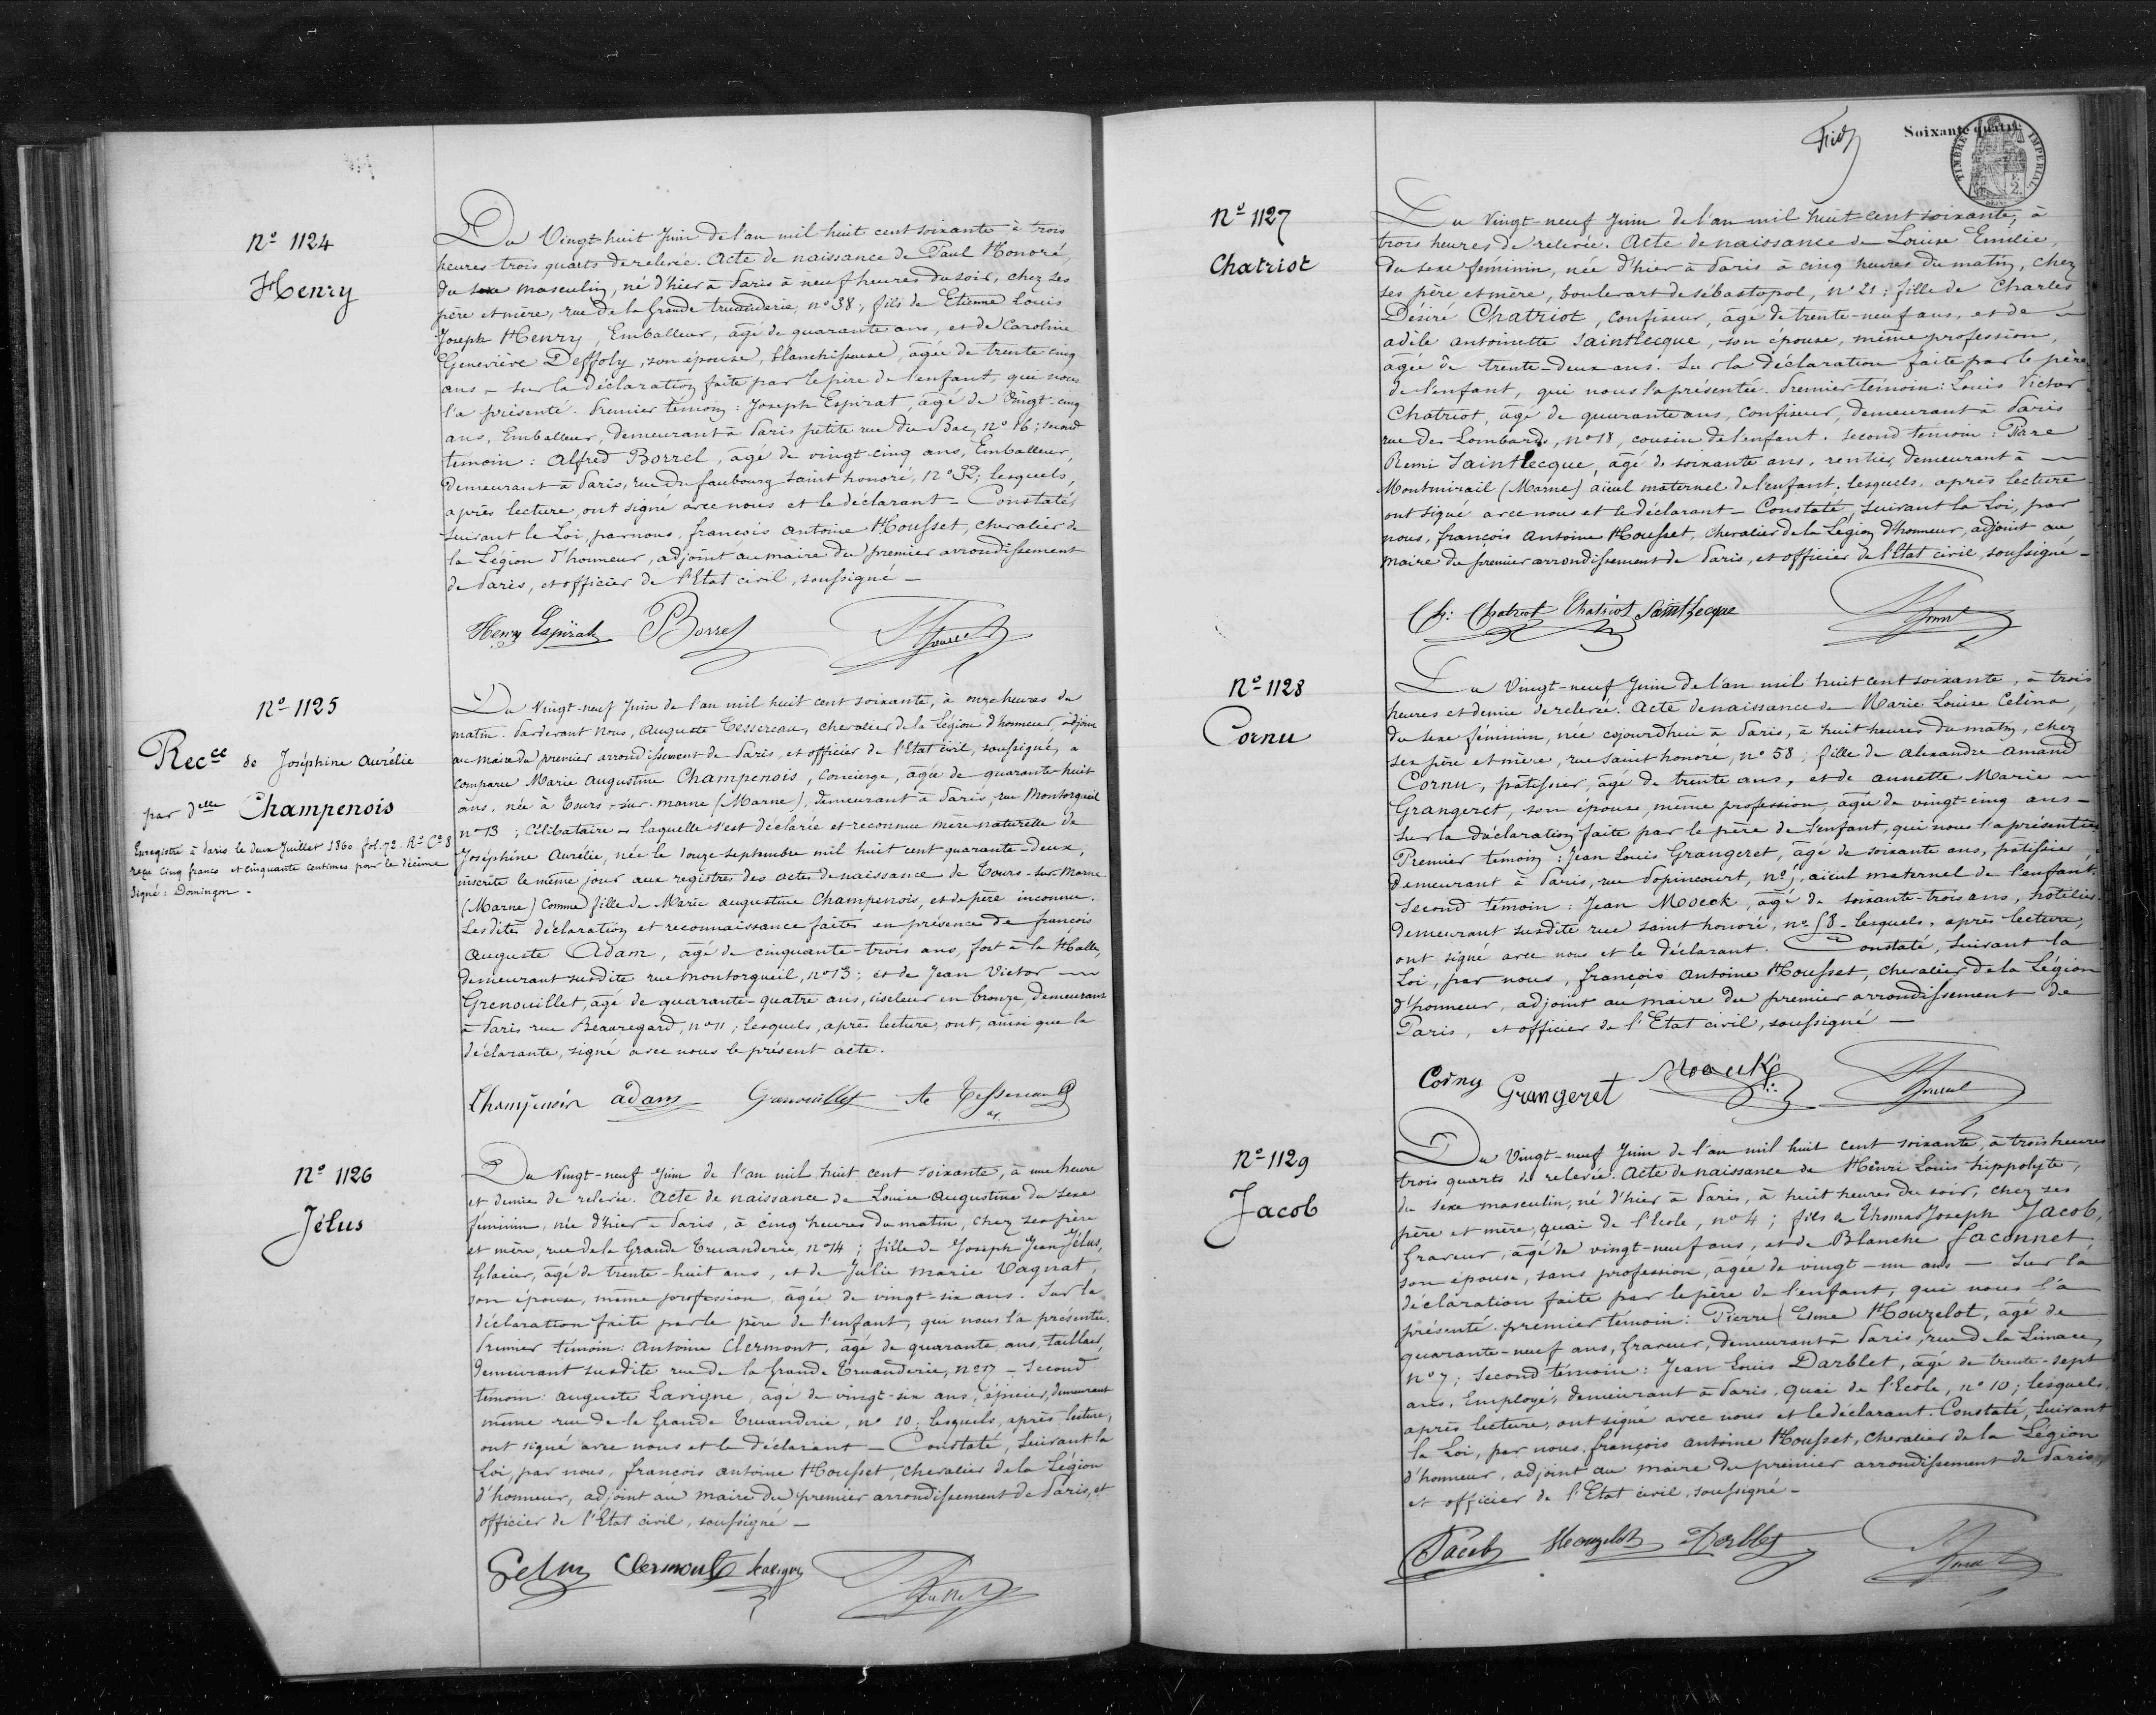 Nº 1124
Henry
Du Vingt-huit Juin de l'an mil huit cent soixante à trois
heures trois quarts de relevée. Acte de naissance de Paul Honoré,
du sexe masculin, né d'hier à Paris à neuf heures du soir, chez ses
père et mère, rue de la Grande truanderie, nº 38; fils de Etienne Louis
Joseph Henry, Emballeur, âgé de quarante ans, et de Caroline
Geneviève Deffoly, son épouse, blanchisseuse, âgée de trente cinq
ans - sur la déclaration faite par le père de l'enfant, qui nous
l'a présenté. Premier témoin: Joseph Espirat, âgé de Vingt-cinq
ans, Emballeur, demeurant à Paris petite rue du Bac, nº 16; second
témoin: Alfred Borrel, âgé de vingt-cinq ans, Emballeur,
demeurant à Paris, rue du faubourg saint honoré, nº 32; lesquels,
après lecture, ont signé avec nous et le déclarant - Constaté,
suivant la Loi, par nous, françois Antoine Housset, chevalier de
la Légion d'honneur, adjoint au maire du premier arrondissement
de Paris, et officier de l'Etat civil, soussigné -
Henry Espirat Borrel Housset
Nº 1125
Recce de Joséphine Aurélie
par delle Champenois
Enregistré à Paris le deux Juillet 1860 fol. 72. Rº Cº 8
reçu cinq francs et cinquante centimes pour le décime
Signé: Domingon -
Du Vingt-neuf Juin de l'an mil huit cent soixante, à onze heures du
matin. Pardevant Nous, Auguste Tessereau, chevalier de la Légion d'honneur, adjoint
au maire du premier arrondissement de Paris, et officier de l'Etat civil, soussigné, a
comparu Marie Augustine Champenois, concierge, âgée de quarante-huit
ans, née à Tours-sur-marne (Marne), demeurant à Paris, rue Montorgueil
nº 13; célibataire - laquelle s'est déclarée et reconnue mère naturelle de
Joséphine Aurélie, née le douze septembre mil huit cent quarante-deux,
inscrite le même jour aux registres des actes de naissance de Tours-sur Marne
(Marne) comme fille de Marie augustine Champenois, et de père inconnu.
Lesdites déclaration et reconnaissance faites en présence de françois
Auguste Adam, âgé de cinquante-trois ans, fort à la Halle,
demeurant susdite rue montorgueil, nº 13; et de Jean Victor
Grenouillet, âgé de quarante-quatre ans, ciseleur en bronze, demeurant
à Paris rue Beauregard, nº 11; lesquels, après lecture, ont, ainsi que la
déclarante, signé avec nous le présent acte.
Champenois adam Grenouillet Ate Tessereau
Nº 1126
Jélus
Du Vingt-neuf Juin de l'an mil huit cent soixante, à une heure
et demie de relevée. Acte de naissance de Louise Augustine du sexe
féminin, née d'hier à Paris, à cinq heures du matin, chez ses père
et mère, rue de la Grande Truanderie, nº 14; fille de Joseph Jean Jélus,
Glacier, âgé de trente-huit ans, et de Julie marie Vagnat,
son épouse, même profession, âgée de vingt-six ans. Sur la
déclaration faite par le père de l'enfant, qui nous l'a présentée.
Premier témoin: Antoine Clermont, âgé de quarante ans, tailleur,
demeurant susdite rue de la Grande Truanderie, nº 17 - Second
témoin: auguste Lavigne, âgé de vingt-six ans, épicier, demeurant
même rue de la Grande Truanderie, nº 10; lesquels, après lecture,
ont signé avec nous et le déclarant - Constaté, suivant la
Loi, par nous, françois antoine Housset, chevalier de la Légion
d'honneur, adjoint au maire du premier arrondissement de Paris, et
officier de l'Etat civil, soussigné -
Gelus Clermont Lavigne Housset
Soixante quatre
TIMBRE IMPERIAL
Nº 1127
Chatriot
Du Vingt-neuf Juin de l'an mil huit cent soixante, à
trois heures de relevée. Acte de naissance de Louise Emélie,
du sexe féminin, née d'hier à Paris à cinq heures du matin, chez
ses père et mère, boulevart de sébastopol, nº 21; fille de Charles
Désiré Chatriot, confiseur, âgé de trente-neuf ans, et de
adèle antoinette Saintlecque, son épouse, même profession,
âgée de trente-deux ans. Sur la déclaration faite par le père
de l'enfant, qui nous l'a présentée. Premier témoin: Louis Victor
Chatriot, âgé de quarante ans, confiseur, demeurant à Paris
rue des Lombards, nº 18, cousin de l'enfant. second témoin:
Remi Saintlecque, âgé de soixante ans, rentier, demeurant à
Montmirail (Marne) aïeul maternel de l'enfant, lesquels, après lecture
ont signé avec nous et le déclarant - Constaté, suivant la Loi, par
nous, françois Antoine Housset, chevalier de la Légion d'honneur, adjoint au
maire du premier arrondissement de Paris, et officier de l'Etat civil, soussigné -
Ch: Chatriot Chatriot Saintlecque Housset
Nº 1128
Cornu
Du Vingt-neuf Juin de l'an mil huit cent soixante, à trois
heures et demie de relevée. Acte de naissance de Marie Louise Célina,
du sexe féminin, née aujourd'hui à Paris, à huit heures du matin, chez
ses père et mère, rue saint honoré, nº 58; fille de alexandre amand
Cornu, pâtissier, âgé de trente ans, et de annette Marie
Grangeret, son épouse, même profession, âgée de vingt-cinq ans -
Sur la déclaration faite par le père de l'enfant, qui nous l'a présentée
Premier témoin: Jean Louis Grangeret, âgé de soixante ans, pâtissier
demeurant à Paris, rue popincourt, nº 1, aïeul maternel de l'enfant.
Second témoin: Jean Moeck, âgé de soixante-trois ans, hôtelier
demeurant susdite rue saint honoré, nº 58 - lesquels, après lecture,
ont signé avec nous et le déclarant. Constaté, suivant la
Loi, par nous, françois Antoine Housset, chevalier de la Légion
d'honneur, adjoint au maire du premier arrondissement de
Paris, et officier de l'Etat civil, soussigné -
Cornu Grangeret Moeck Housset
Nº 1129
Jacob
Du Vingt-neuf Juin de l'an mil huit cent soixante, à trois heures
trois quarts de relevée. Acte de naissance de Henri Louis hippolyte,
du sexe masculin, né d'hier à Paris, à huit heures du soir, chez ses
père et mère, quai de l'école, nº 4; fils de Thomas Joseph Jacob,
Graveur, âgé de vingt-neuf ans, et de Blanche Jaconnet
son épouse, sans profession, âgée de vingt-un ans - Sur la
déclaration faite par le père de l'enfant, qui nous l'a
présenté. premier témoin: Pierre Esme Houzelot, âgé de
quarante-neuf ans, Graveur, demeurant à Paris, rue de la Limace,
nº 7; Second témoin: Jean Louis Darblet, âgé de trente-sept
ans, Employé, demeurant à Paris, quai de l'Ecole, nº 10; lesquels,
après lecture, ont signé avec nous et le déclarant. Constaté, suivant
la Loi, par nous, françois antoine Housset, chevalier de la Légion
d'honneur, adjoint au maire du premier arrondissement de Paris,
et officier de l'Etat civil, soussigné -
Jacob Houzelot Darblet Housset